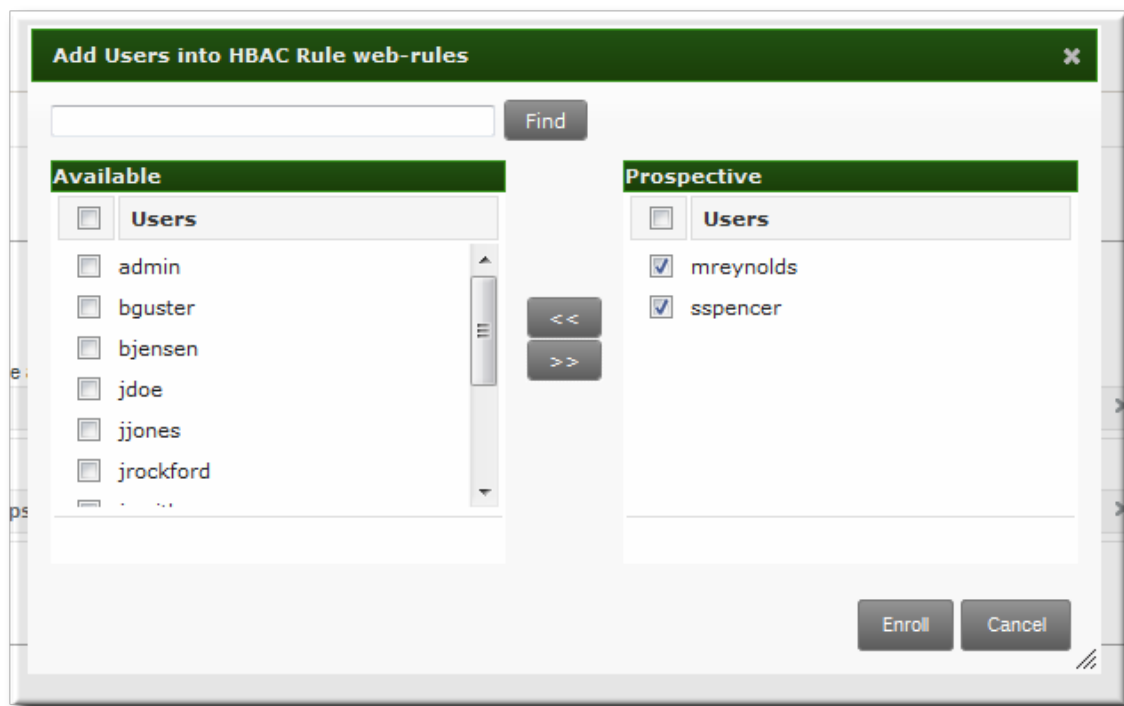 Add Users into HBAC Rule web-rules
Find
Available
Users
admin
bguster
bjensen
jdoe
jjones
jrockford
<<
>>
Prospective
Users
mreynolds
sspencer
Enroll
Cancel